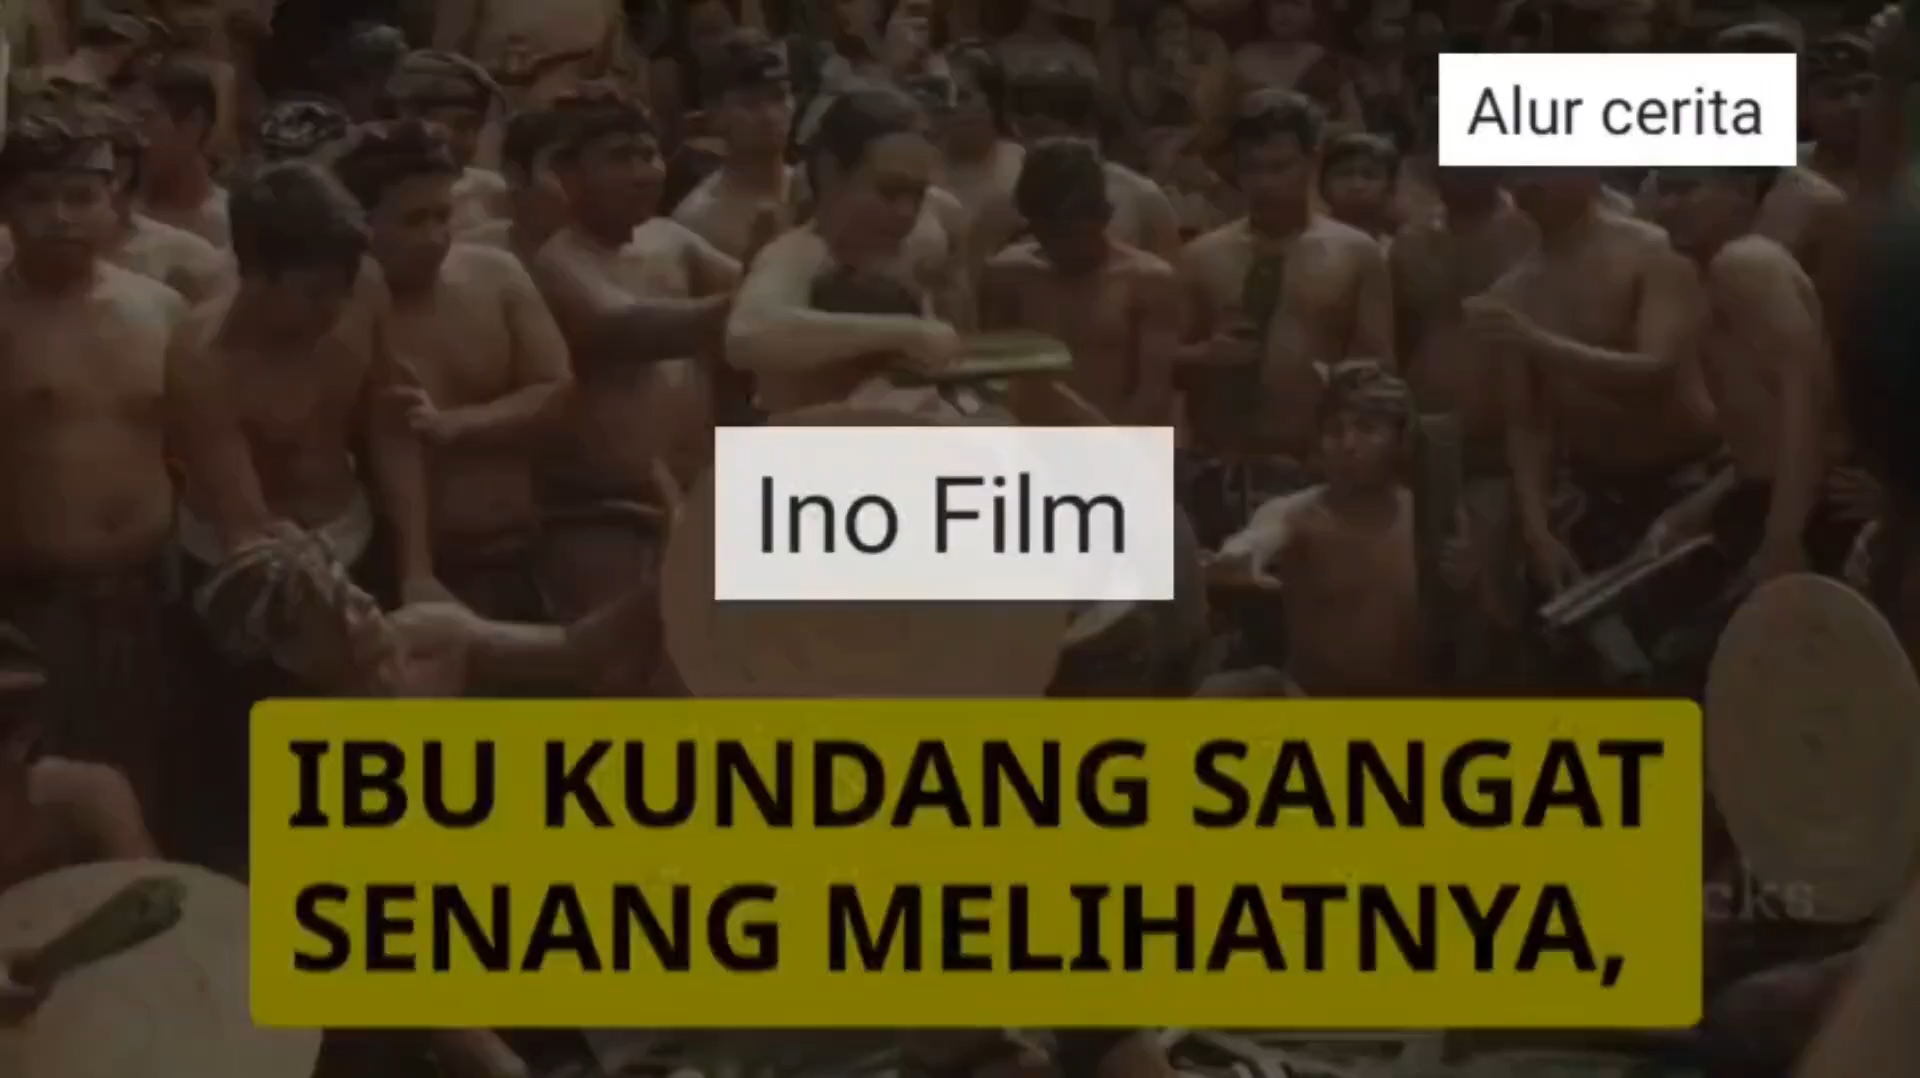 Alur cerita
Ino Film
IBU KUNDANG SANGAT
SENANG MELIHATNYA,